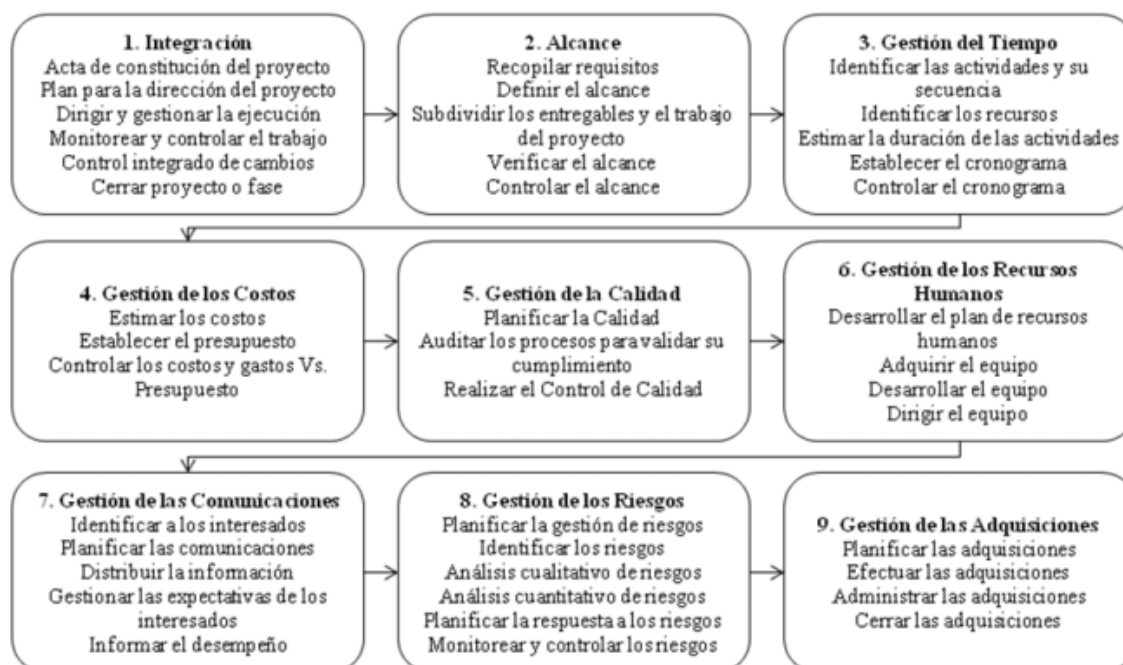 1. Integración
Acta de constitución del proyecto
Plan para la dirección del proyecto
Dirigir y gestionar la ejecución
Monitorear y controlar el trabajo
Control integrado de cambios
Cerrar proyecto o fase
2. Alcance
Recopilar requisitos
Definir el alcance
Subdividir los entregables y el trabajo
del proyecto
Verificar el alcance
Controlar el alcance
3. Gestión del Tiempo
Identificar las actividades y su
secuencia
Identificar los recursos
Estimar la duración de las actividades
Establecer el cronograma
Controlar el cronograma
4. Gestión de los Costos
Estimar los costos
Establecer el presupuesto
Controlar los costos y gastos Vs.
Presupuesto
5. Gestión de la Calidad
Planificar la Calidad
Auditar los procesos para validar su
cumplimiento
Realizar el Control de Calidad
6. Gestión de los Recursos
Humanos
Desarrollar el plan de recursos
humanos
Adquirir el equipo
Desarrollar el equipo
Dirigir el equipo
7. Gestión de las Comunicaciones
Identificar a los interesados
Planificar las comunicaciones
Distribuir la información
Gestionar las expectativas de los
interesados
Informar el desempeño
8. Gestión de los Riesgos
Planificar la gestión de riesgos
Identificar los riesgos
Análisis cualitativo de riesgos
Análisis cuantitativo de riesgos
Planificar la respuesta a los riesgos
Monitorear y controlar los riesgos
9. Gestión de las Adquisiciones
Planificar las adquisiciones
Efectuar las adquisiciones
Administrar las adquisiciones
Cerrar las adquisiciones